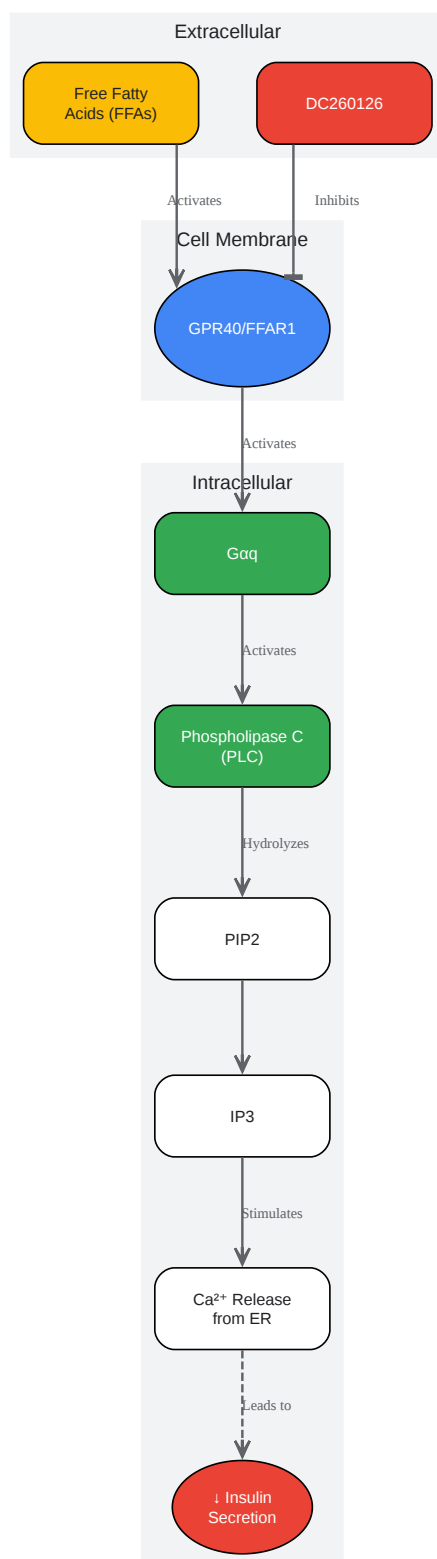 Extracellular
Free Fatty
Acids (FFAs)
DC260126
Activates
Inhibits
Cell Membrane
GPR40/FFAR1
Activates
Intracellular
Gαq
Activates
Phospholipase C
(PLC)
Hydrolyzes
PIP2
IP3
Stimulates
Ca²⁺ Release
from ER
Leads to
↓ Insulin
Secretion